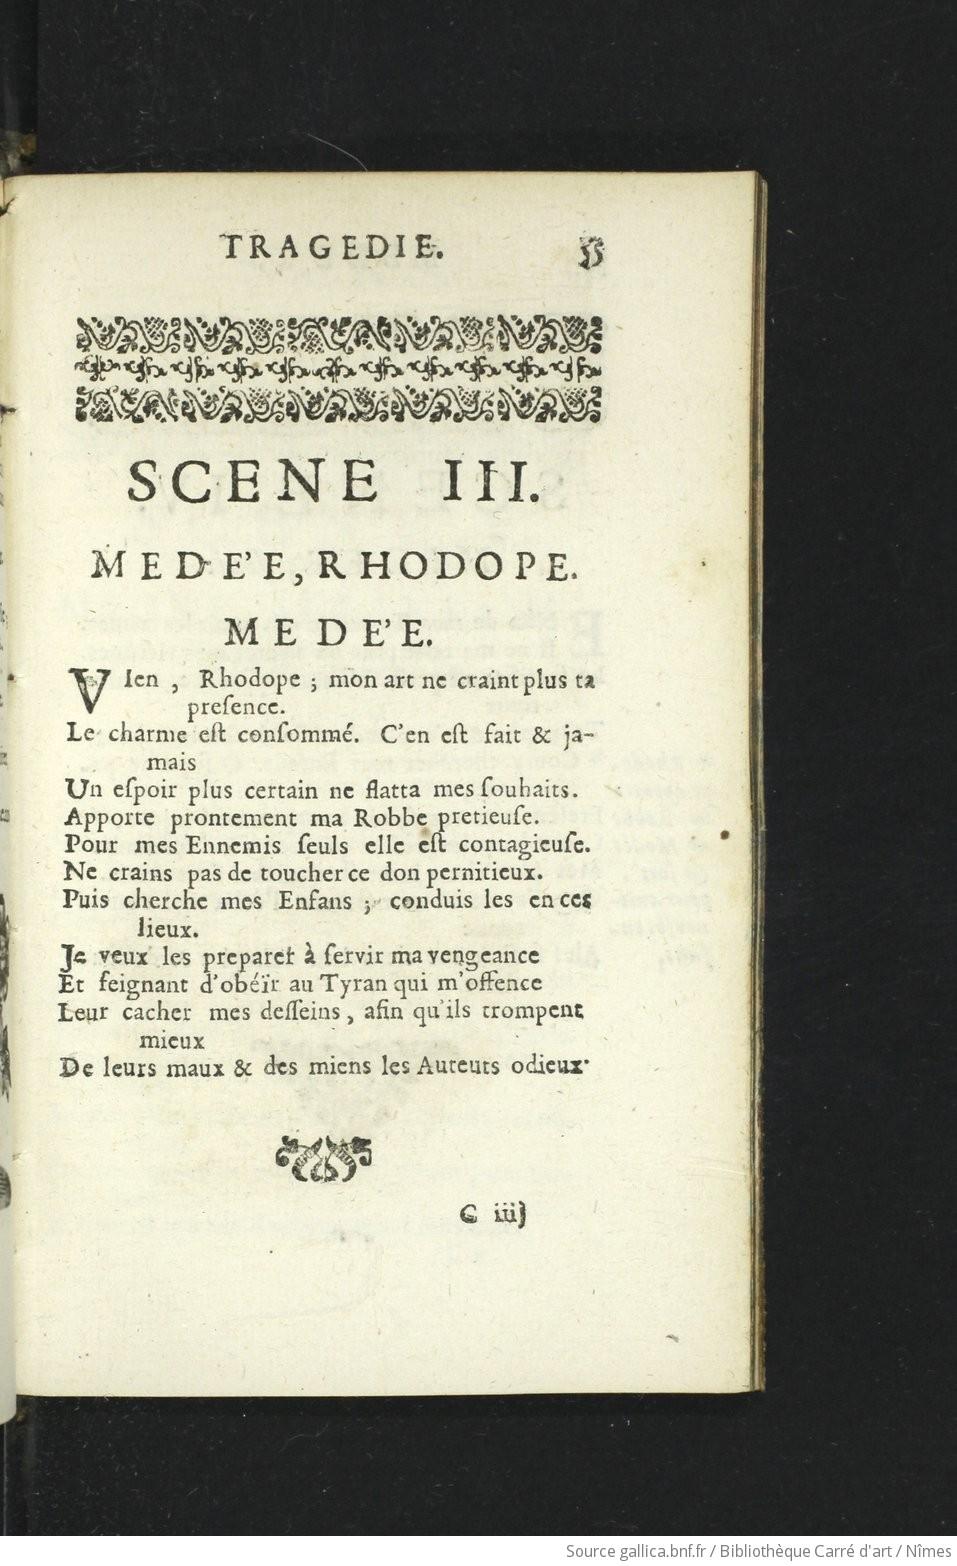 TRAGEDIE. 55
SCENE III.
MEDE'E, RHODOPE.
MEDE'E.
VIen , Rhodope ; mon art ne craint plus ta
preſence.
Le charme eſt conſommé. C'en eſt fait & ja-
mais
Un eſpoir plus certain ne flatta mes ſouhaits.
Apporte prontement ma Robbe pretieuſe.
Pour mes Ennemis ſeuls elle eſt contagieuſe.
Ne crains pas de toucher ce don pernitieux.
Puis cherche mes Enfans ; conduis les en ces
lieux.
Je veux les preparer à ſervir ma vengeance
Et feignant d'obéïr au Tyran qui m'offence
Leur cacher mes deſſeins, afin qu'ils trompent
mieux
De leurs maux & des miens les Auteurs odieux.
C iiij
Source gallica.bnf.fr / Bibliothèque Carré d'art / Nîmes